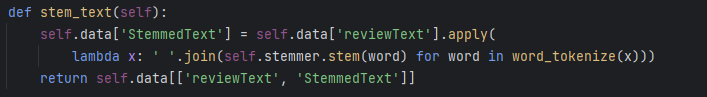 def stem_text(self):
    self.data['StemmedText'] = self.data['reviewText'].apply(
        lambda x: ' '.join(self.stemmer.stem(word) for word in word_tokenize(x)))
    return self.data[['reviewText', 'StemmedText']]